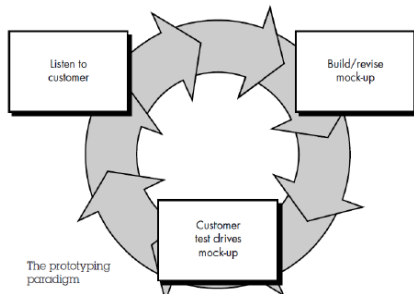 Listen to
customer
Build/revise
mock-up
Customer
test drives
mock-up
The prototyping
paradigm